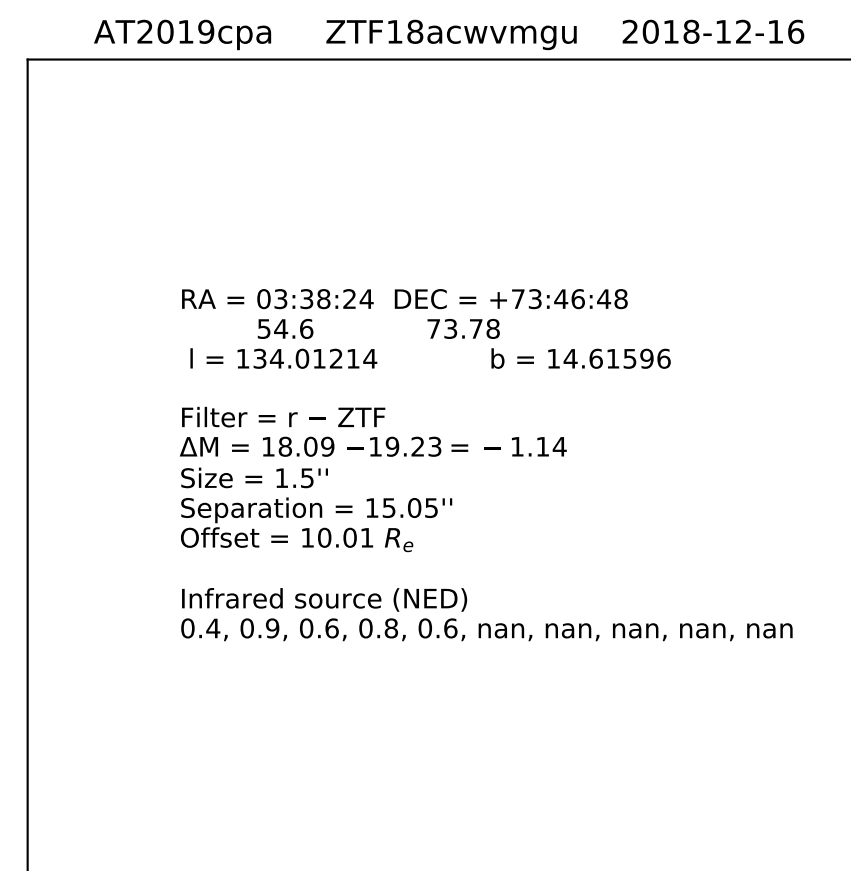 AT2019cpa ZTF18acwvmgu 2018-12-16
RA = 03:38:24 DEC = +73:46:48
54.6 73.78
l = 134.01214 b = 14.61596
Filter = r − ZTF
ΔM = 18.09 −19.23 = − 1.14
Size = 1.5''
Separation = 15.05''
Offset = 10.01 Rₑ
Infrared source (NED)
0.4, 0.9, 0.6, 0.8, 0.6, nan, nan, nan, nan, nan